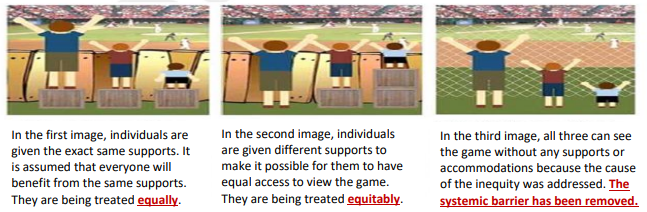 In the first image, individuals are
given the exact same supports. It
is assumed that everyone will
benefit from the same supports.
They are being treated equally.
In the second image, individuals
are given different supports to
make it possible for them to have
equal access to view the game.
They are being treated equitably.
In the third image, all three can see
the game without any supports or
accommodations because the cause
of the inequity was addressed. The
systemic barrier has been removed.